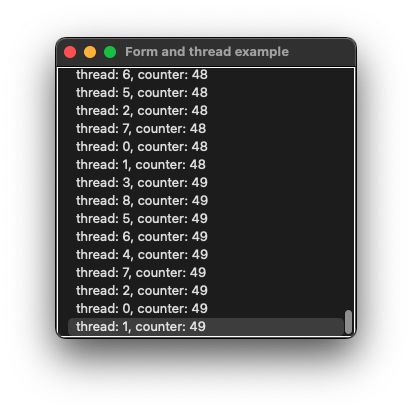 Form and thread example
thread: 6, counter: 48
thread: 5, counter: 48
thread: 2, counter: 48
thread: 7, counter: 48
thread: 0, counter: 48
thread: 1, counter: 48
thread: 3, counter: 49
thread: 8, counter: 49
thread: 5, counter: 49
thread: 6, counter: 49
thread: 4, counter: 49
thread: 7, counter: 49
thread: 2, counter: 49
thread: 0, counter: 49
thread: 1, counter: 49